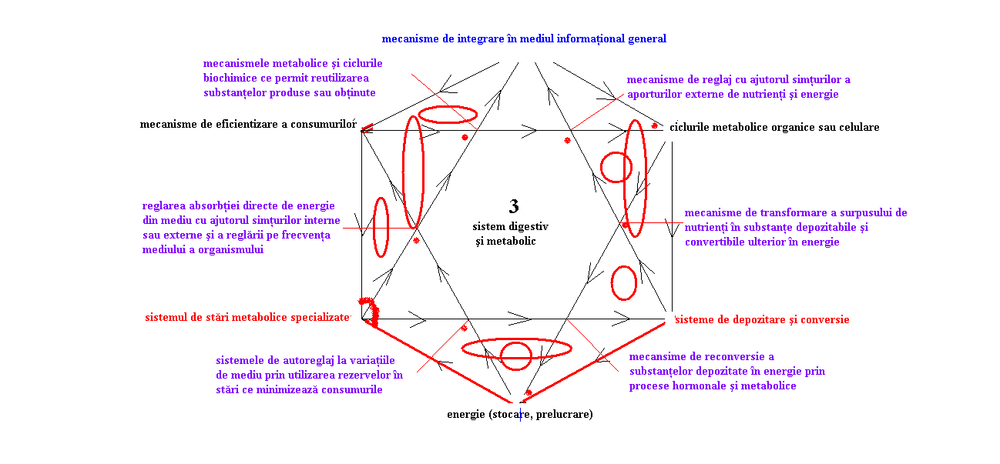 mecanisme de integrare în mediul informațional general
mecanismele metabolice și ciclurile
biochimice ce permit reutilizarea
substanțelor produse sau obținute
mecanisme de reglaj cu ajutorul simțurilor a
aporturilor externe de nutrienți și energie
mecanisme de eficientizare a consumurilor
ciclurile metabolice organice sau celulare
reglarea absorbției directe de energie
din mediu cu ajutorul simțurilor interne
sau externe și a reglării pe frecvența
mediului a organismului
3
sistem digestiv
și metabolic
mecanisme de transformare a surpusului de
nutrienți în substanțe depozitabile și
convertibile ulterior în energie
sistemul de stări metabolice specializate
sisteme de depozitare și conversie
sistemele de autoreglaj la variațiile
de mediu prin utilizarea rezervelor în
stări ce minimizează consumurile
mecansime de reconversie a
substanțelor depozitate în energie prin
procese hormonale și metabolice
energie (stocare, prelucrare)